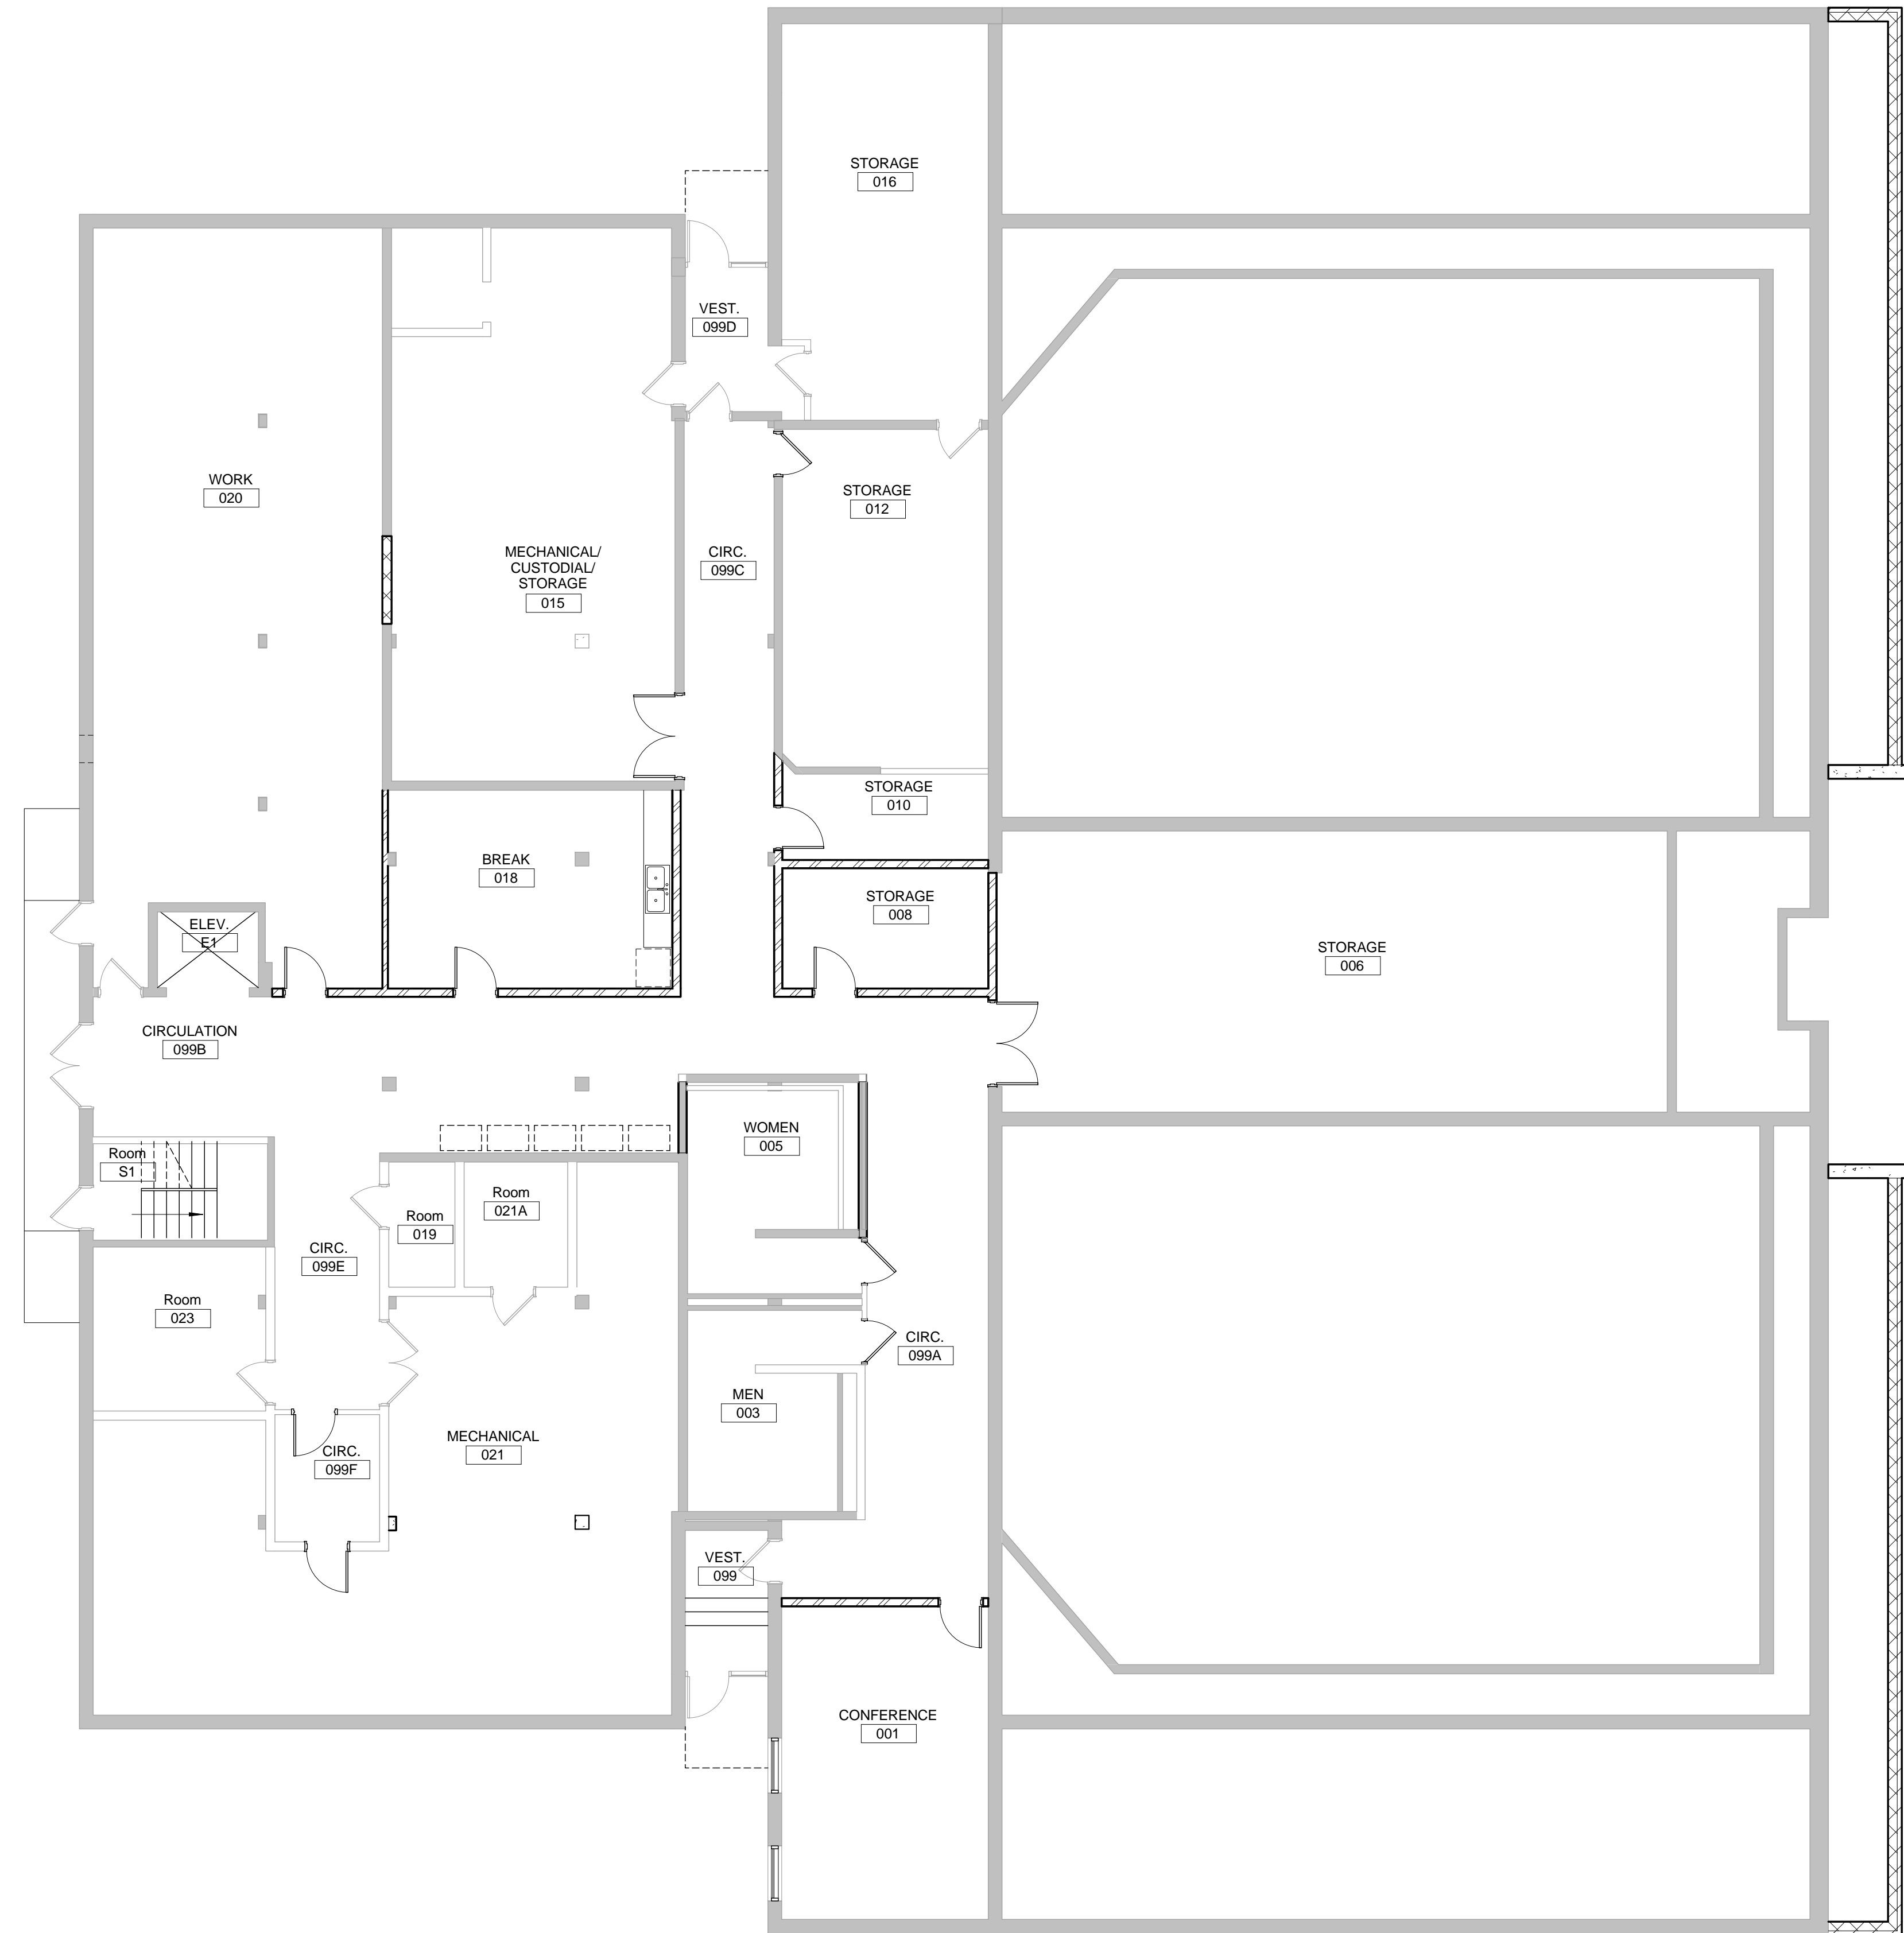 STORAGE
016
VEST.
099D
WORK
020
STORAGE
012
MECHANICAL/
CUSTODIAL/
STORAGE
015
CIRC.
099C
STORAGE
010
BREAK
018
STORAGE
008
ELEV.
E1
STORAGE
006
CIRCULATION
099B
WOMEN
005
Room
S1
Room
021A
Room
019
CIRC.
099E
Room
023
CIRC.
099A
MEN
003
MECHANICAL
021
CIRC.
099F
VEST.
099
CONFERENCE
001